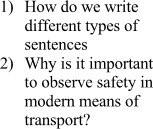 1) How do we write
different types of
sentences
2) Why is it important
to observe safety in
modern means of
transport?